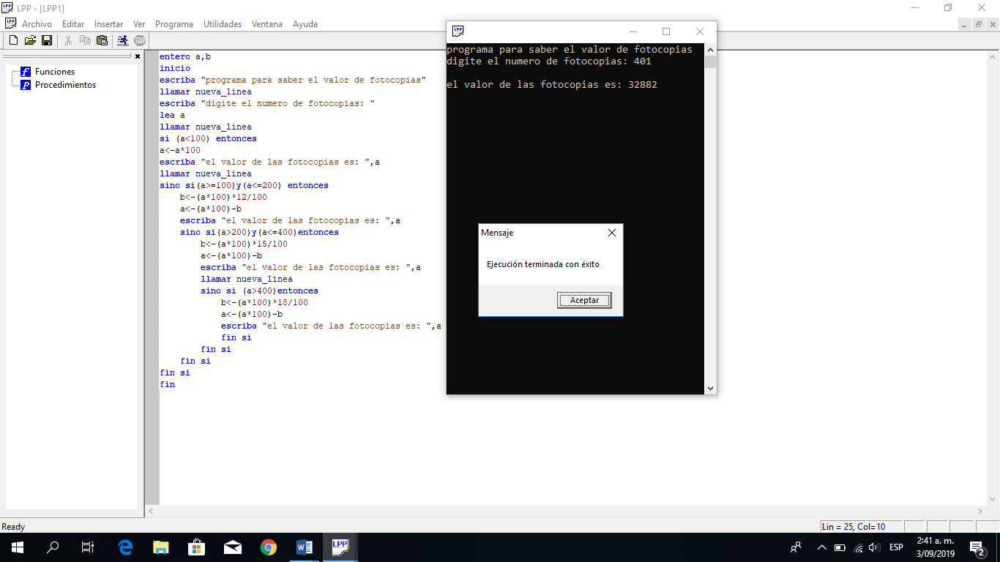 LPP - [LPP1]
Archivo Editar Insertar Ver Programa Utilidades Ventana Ayuda
Funciones
Procedimientos
entero a,b
inicio
escriba "programa para saber el valor de fotocopias"
llamar nueva_linea
escriba "digite el numero de fotocopias: "
lea a
llamar nueva_linea
si (a<100) entonces
a<-a*100
escriba "el valor de las fotocopias es: ",a
llamar nueva_linea
sino si(a>=100)y(a<=200) entonces
b<-(a*100)*12/100
a<-(a*100)-b
escriba "el valor de las fotocopias es: ",a
sino si(a>200)y(a<=400)entonces
b<-(a*100)*15/100
a<-(a*100)-b
escriba "el valor de las fotocopias es: ",a
llamar nueva_linea
sino si (a>400)entonces
b<-(a*100)*18/100
a<-(a*100)-b
escriba "el valor de las fotocopias es: ",a
fin si
fin si
fin si
fin si
fin
programa para saber el valor de fotocopias
digite el numero de fotocopias: 401
el valor de las fotocopias es: 32882
Mensaje
Ejecución terminada con éxito
Aceptar
Ready
Lin = 25, Col=10
ESP
2:41 a. m.
3/09/2019
2